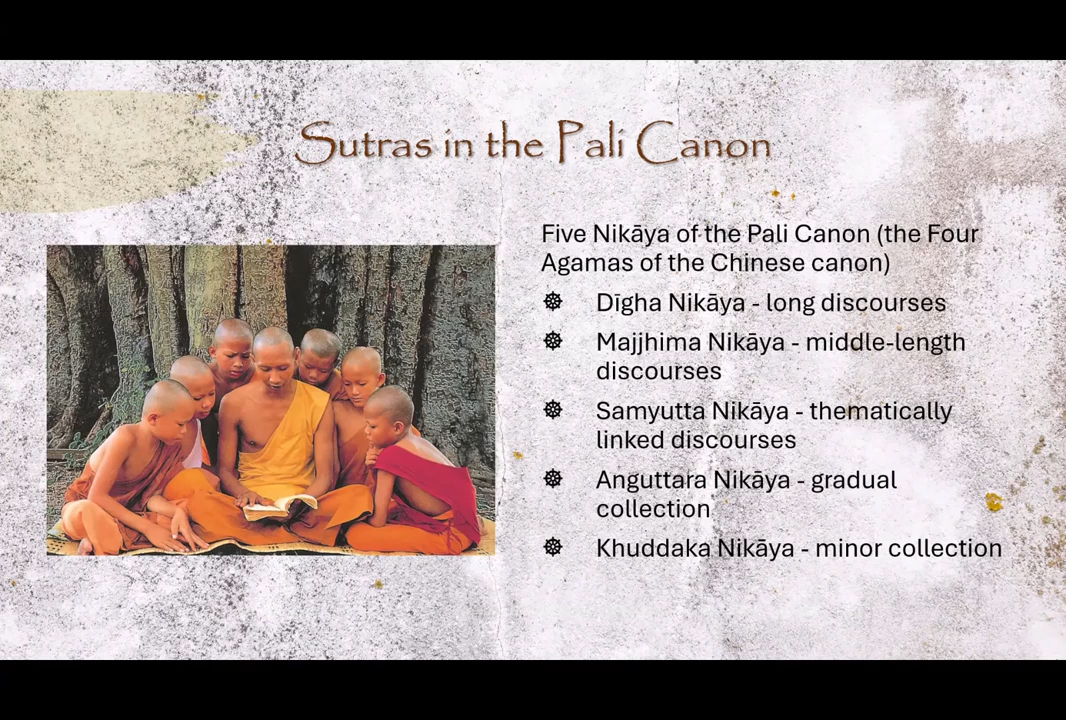 Sutras in the Pali Canon
Five Nikāya of the Pali Canon (the Four
Agamas of the Chinese canon)
Dīgha Nikāya - long discourses
Majjhima Nikāya - middle-length
discourses
Samyutta Nikāya - thematically
linked discourses
Anguttara Nikāya - gradual
collection
Khuddaka Nikāya - minor collection